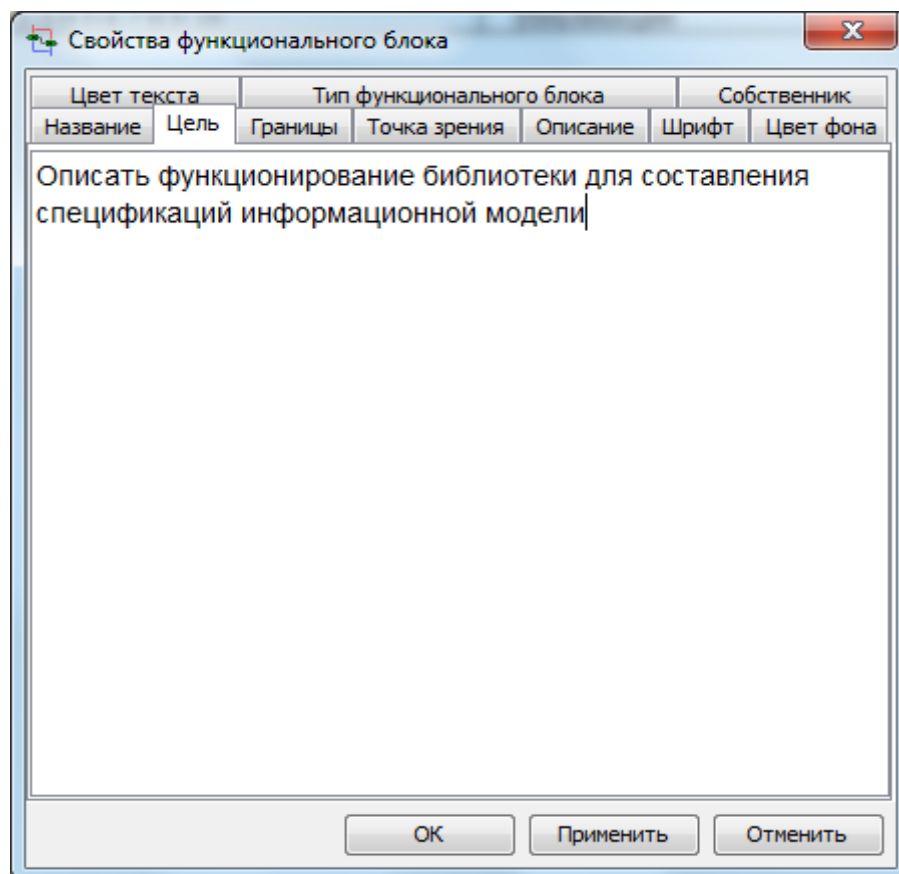 Свойства функционального блока
Цвет текста Тип функционального блока Собственник
Название Цель Границы Точка зрения Описание Шрифт Цвет фона
Описать функционирование библиотеки для составления
спецификаций информационной модели
ОК Применить Отменить